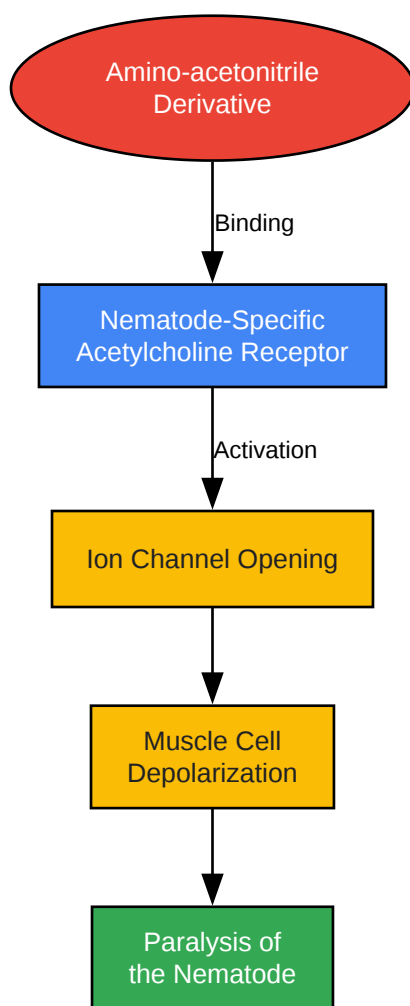 Amino-acetonitrile
Derivative
Binding
Nematode-Specific
Acetylcholine Receptor
Activation
Ion Channel Opening
Muscle Cell
Depolarization
Paralysis of
the Nematode